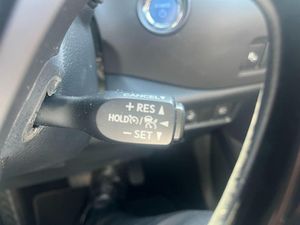 CANCEL
+ RES ▲
HOLD /
− SET ▼